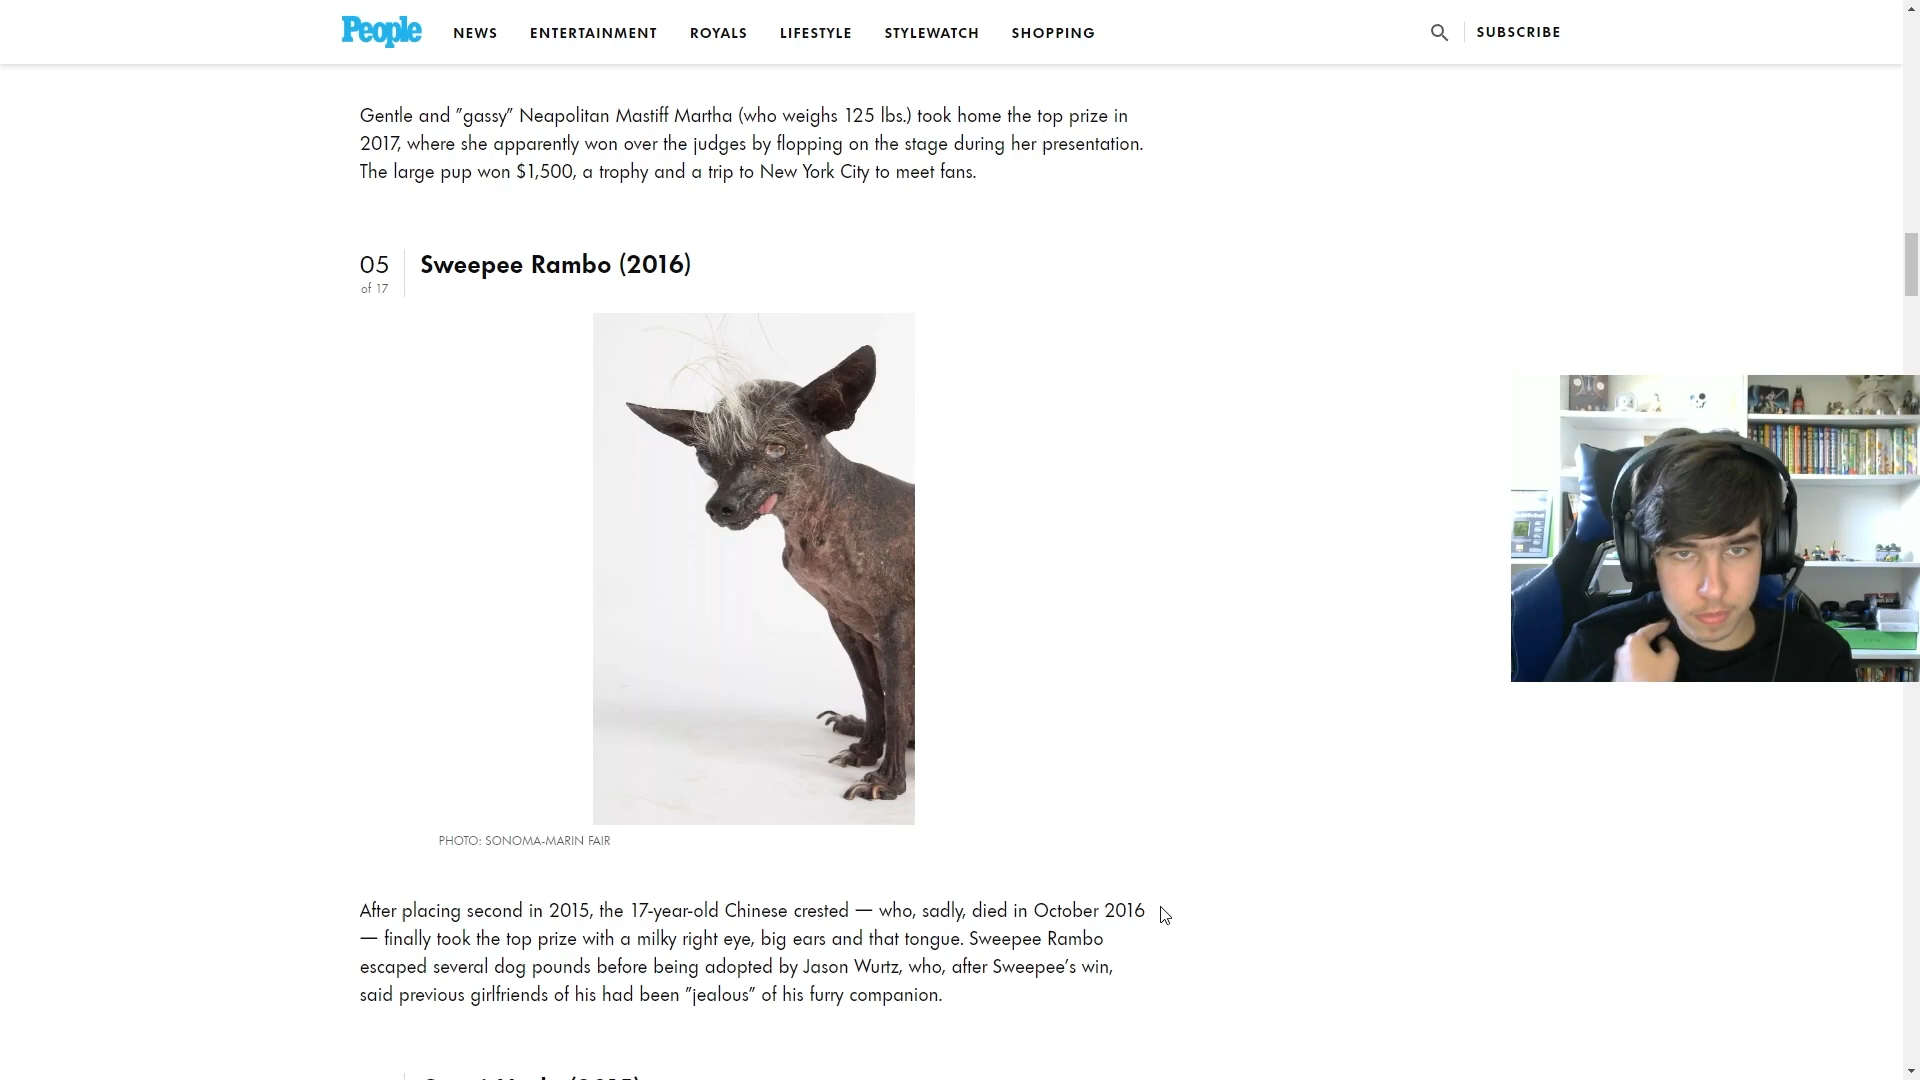 People
NEWS
ENTERTAINMENT
ROYALS
LIFESTYLE
STYLEWATCH
SHOPPING
SUBSCRIBE
Gentle and "gassy" Neapolitan Mastiff Martha (who weighs 125 lbs.) took home the top prize in
2017, where she apparently won over the judges by flopping on the stage during her presentation.
The large pup won $1,500, a trophy and a trip to New York City to meet fans.
05
of 17
Sweepee Rambo (2016)
PHOTO: SONOMA-MARIN FAIR
After placing second in 2015, the 17-year-old Chinese crested — who, sadly, died in October 2016
— finally took the top prize with a milky right eye, big ears and that tongue. Sweepee Rambo
escaped several dog pounds before being adopted by Jason Wurtz, who, after Sweepee's win,
said previous girlfriends of his had been "jealous" of his furry companion.